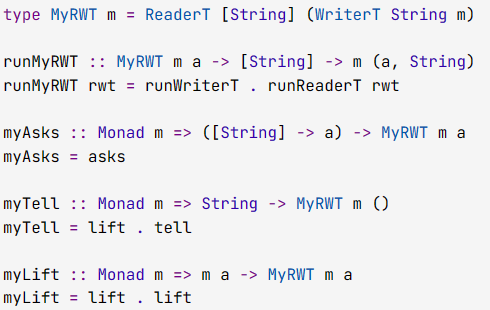 type MyRWT m = ReaderT [String] (WriterT String m)
runMyRWT :: MyRWT m a -> [String] -> m (a, String)
runMyRWT rwt = runWriterT . runReaderT rwt
myAsks :: Monad m => ([String] -> a) -> MyRWT m a
myAsks = asks
myTell :: Monad m => String -> MyRWT m ()
myTell = lift . tell
myLift :: Monad m => m a -> MyRWT m a
myLift = lift . lift